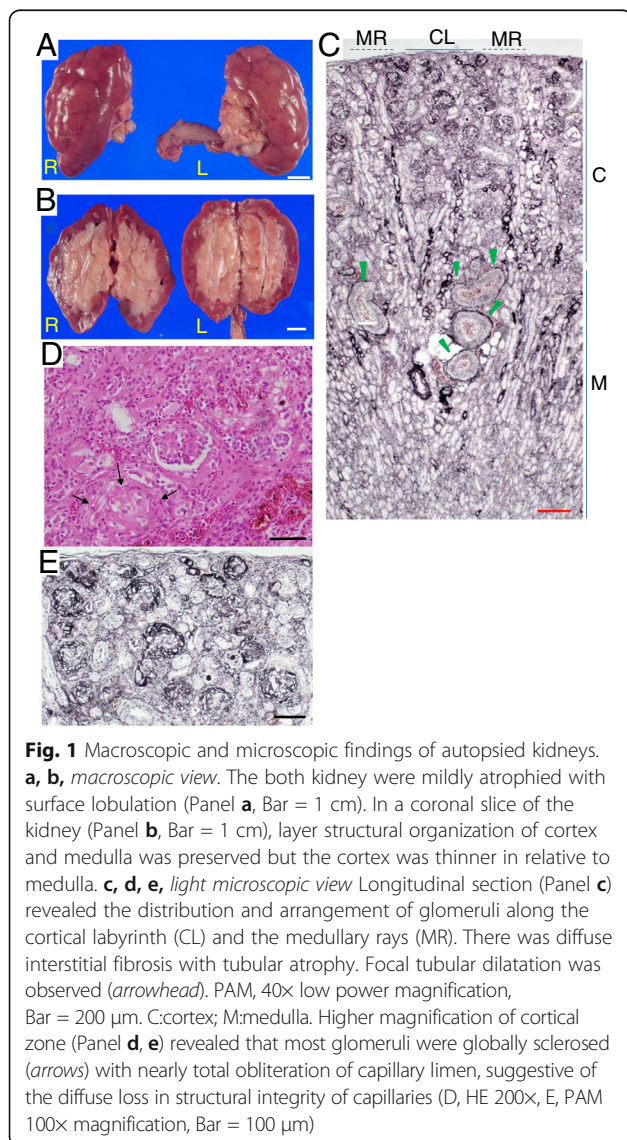 A
R
L
B
R
L
C
MR CL MR
C
M
D
E
Fig. 1 Macroscopic and microscopic findings of autopsied kidneys.
a, b, macroscopic view. The both kidney were mildly atrophied with
surface lobulation (Panel a, Bar = 1 cm). In a coronal slice of the
kidney (Panel b, Bar = 1 cm), layer structural organization of cortex
and medulla was preserved but the cortex was thinner in relative to
medulla. c, d, e, light microscopic view Longitudinal section (Panel c)
revealed the distribution and arrangement of glomeruli along the
cortical labyrinth (CL) and the medullary rays (MR). There was diffuse
interstitial fibrosis with tubular atrophy. Focal tubular dilatation was
observed (arrowhead). PAM, 40× low power magnification,
Bar = 200 μm. C:cortex; M:medulla. Higher magnification of cortical
zone (Panel d, e) revealed that most glomeruli were globally sclerosed
(arrows) with nearly total obliteration of capillary limen, suggestive of
the diffuse loss in structural integrity of capillaries (D, HE 200×, E, PAM
100× magnification, Bar = 100 μm)